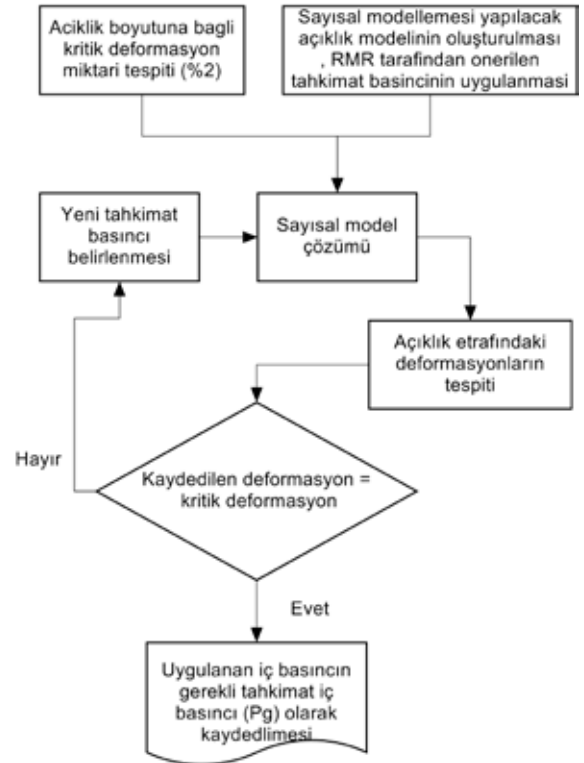 Aciklik boyutuna bagli
kritik deformasyon
miktari tespiti (%2)
Sayısal modellemesi yapılacak
açıklık modelinin oluşturulması
, RMR tarafından onerilen
tahkimat basincinin uygulanması
Yeni tahkimat
basıncı
belirlenmesi
Sayısal model
çözümü
Açıklık etrafındaki
deformasyonların
tespiti
Hayır
Kaydedilen deformasyon =
kritik deformasyon
Evet
Uygulanan iç basıncın
gerekli tahkimat iç
basıncı (Pg) olarak
kaydedlimesi